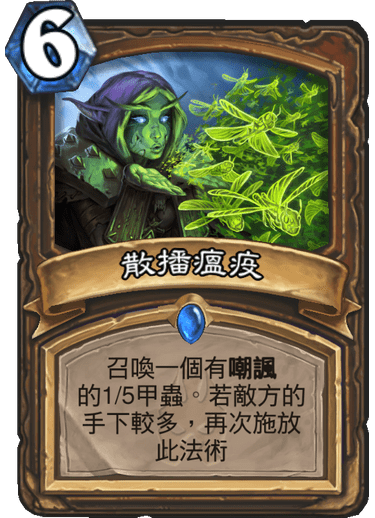 6
散播瘟疫
召喚一個有嘲諷
的1/5甲蟲。若敵方的
手下較多，再次施放
此法術